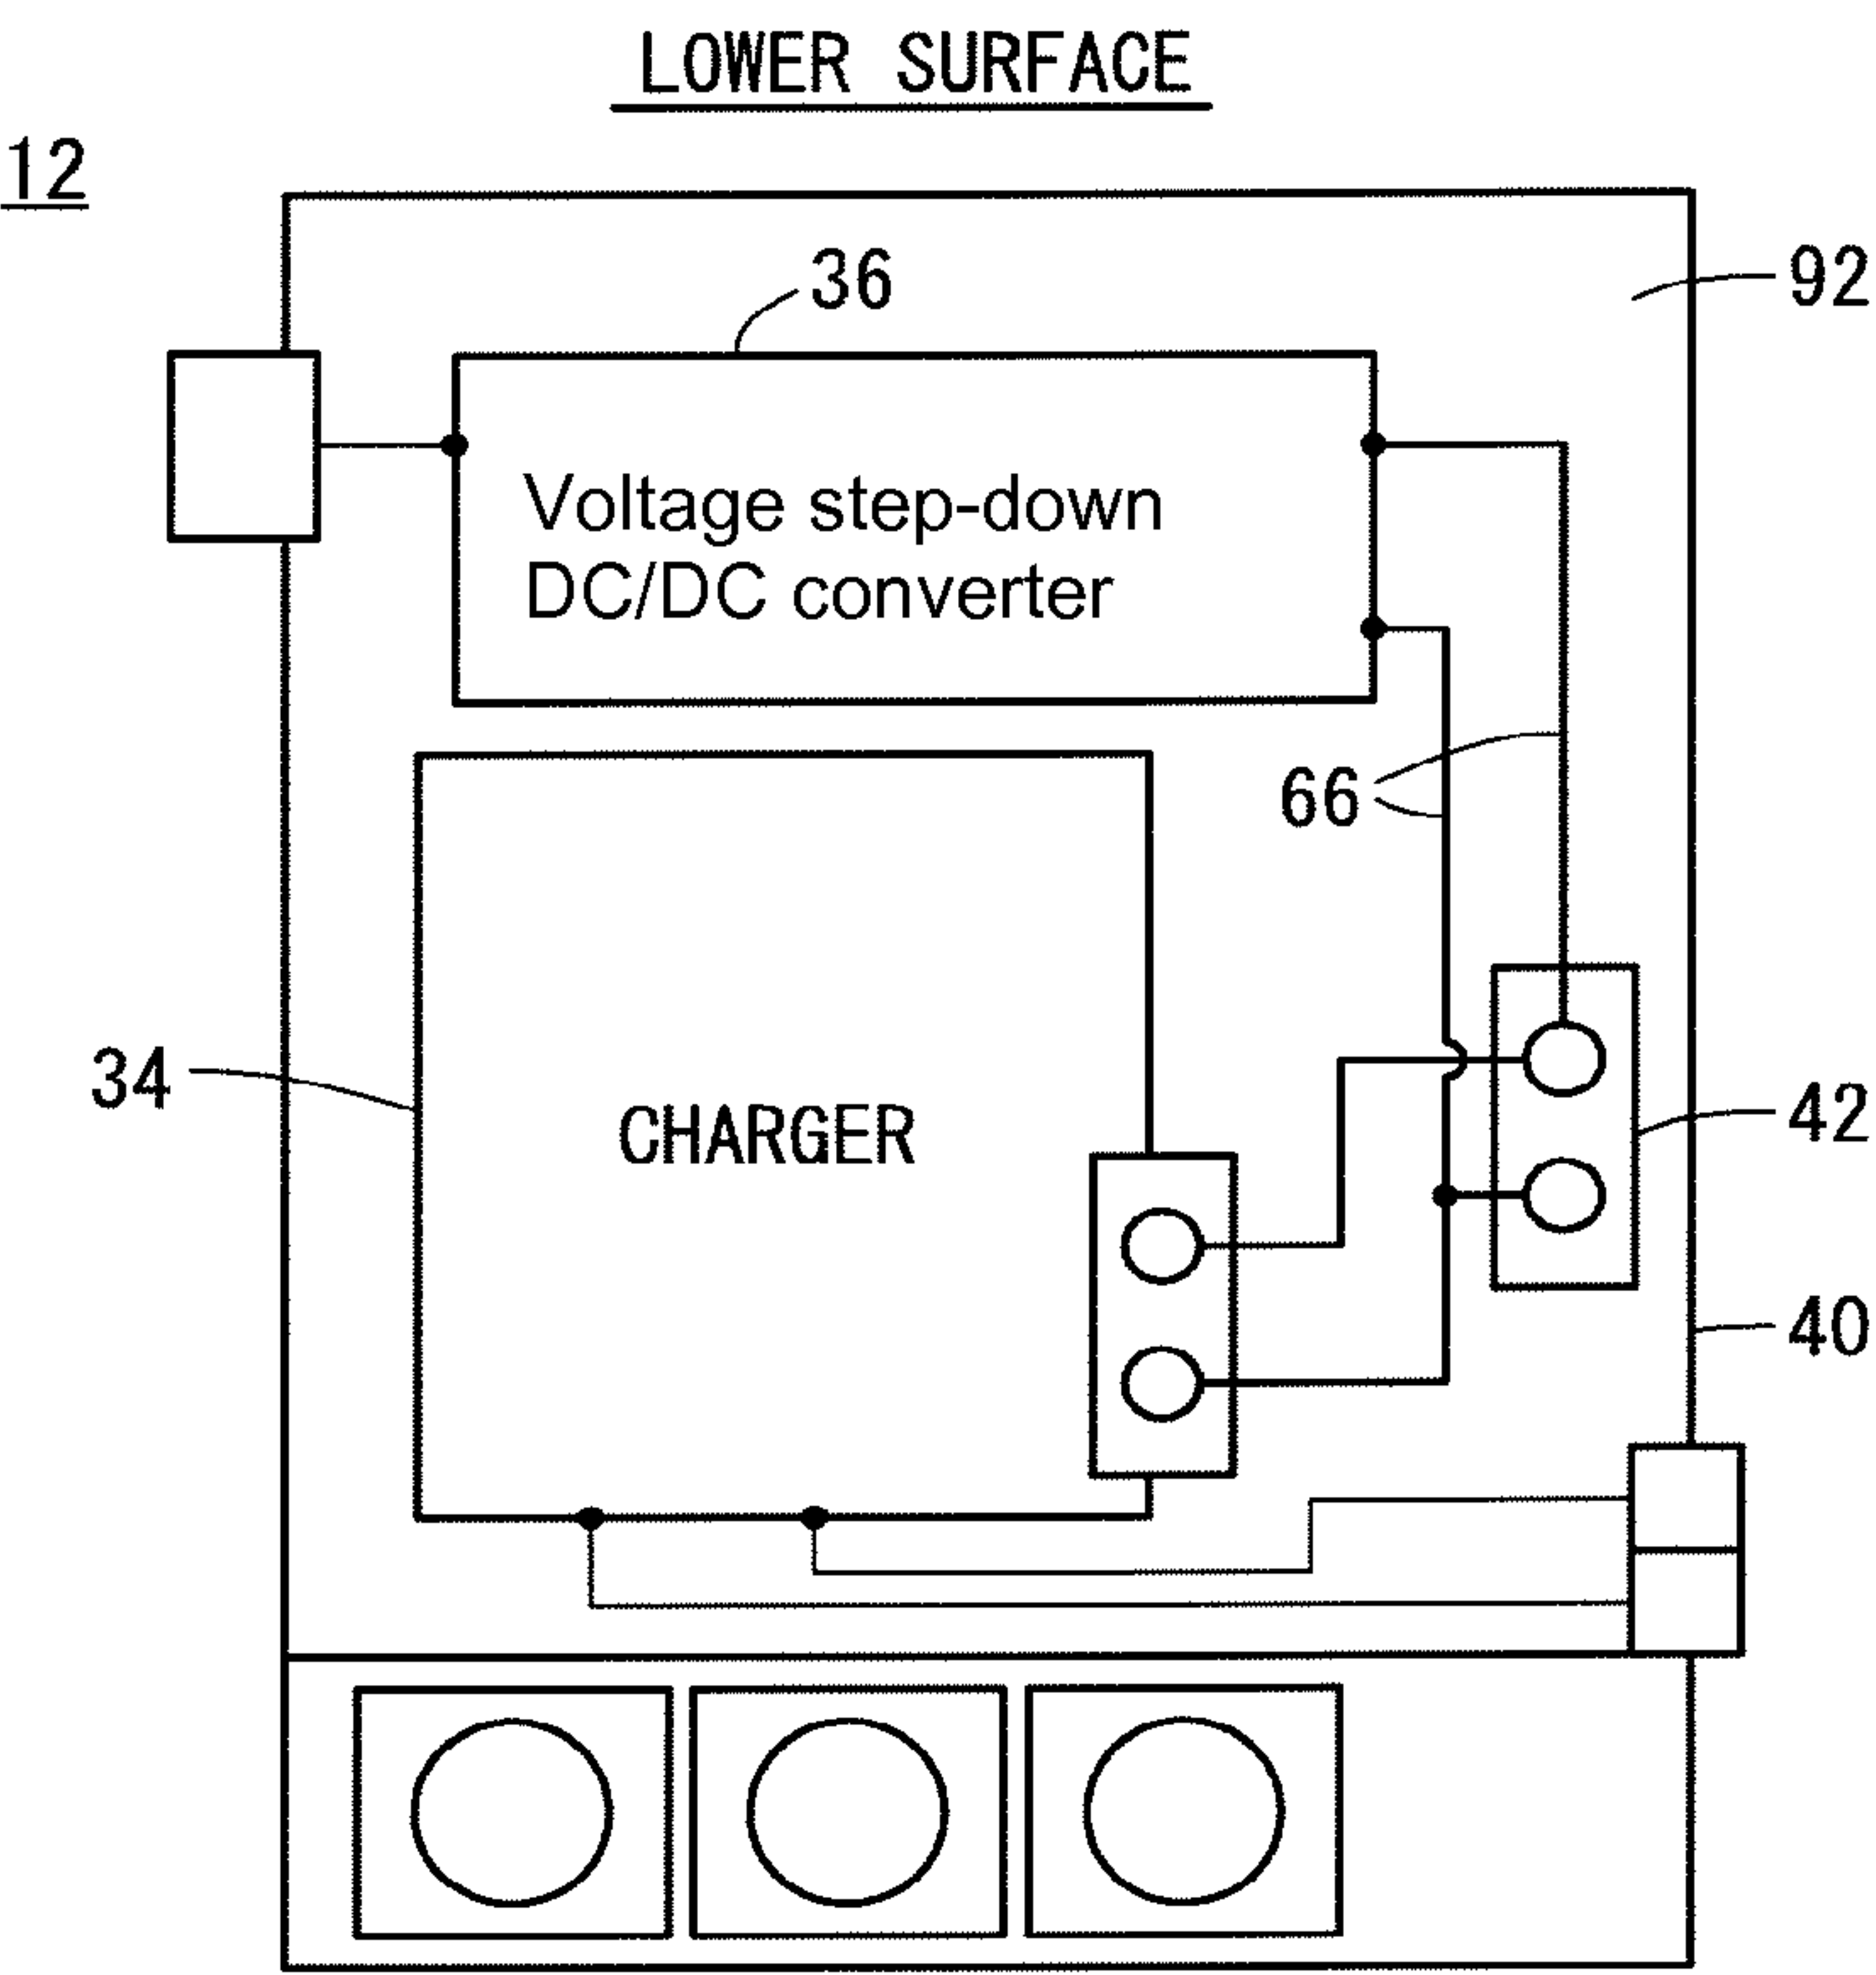 LOWER SURFACE
12
36
92
Voltage step-down
DC/DC converter
66
34
CHARGER
42
40